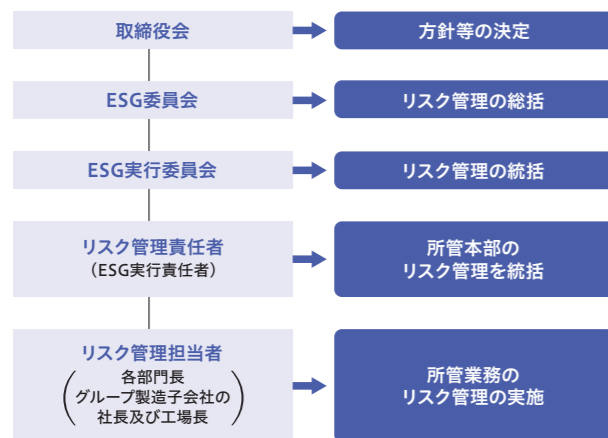 取締役会
方針等の決定
ESG委員会
リスク管理の総括
ESG実行委員会
リスク管理の統括
リスク管理責任者
（ESG実行責任者）
所管本部の
リスク管理を統括
リスク管理担当者
各部門長
グループ製造子会社の
社長及び工場長
所管業務の
リスク管理の実施